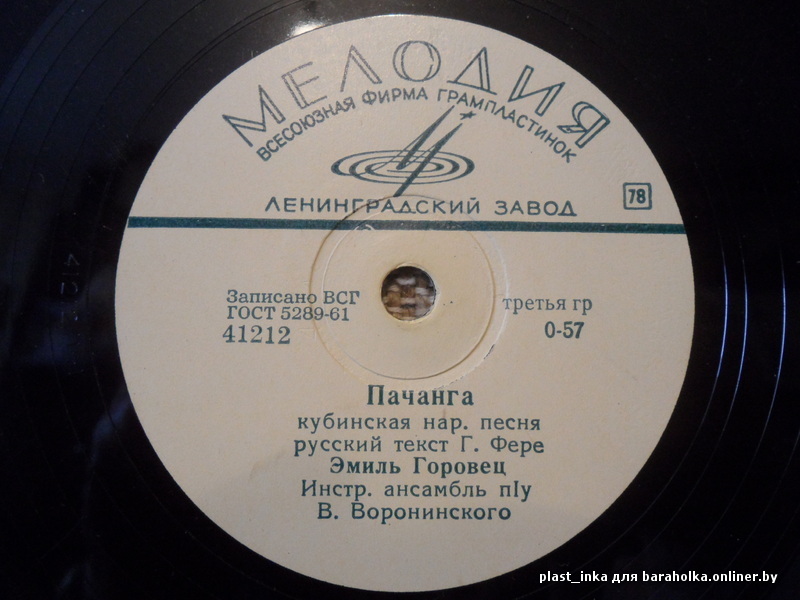 МЕЛОДИЯ
ВСЕСОЮЗНАЯ ФИРМА ГРАМПЛАСТИНОК
ЛЕНИНГРАДСКИЙ ЗАВОД
78
Записано ВСГ
ГОСТ 5289-61
41212
третья гр
0-57
Пачанга
кубинская нар. песня
русский текст Г. Фере
Эмиль Горовец
Инстр. ансамбль п/у
В. Воронинского
plast_inka для baraholka.onliner.by